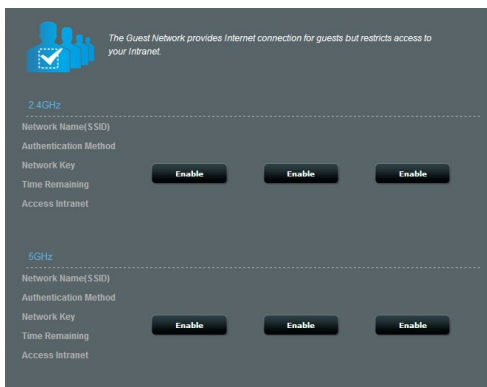 The Guest Network provides Internet connection for guests but restricts access to
your Intranet.
2.4GHz
Network Name(SSID)
Authentication Method
Network Key
Enable Enable Enable
Time Remaining
Access Intranet
5GHz
Network Name(SSID)
Authentication Method
Network Key
Enable Enable Enable
Time Remaining
Access Intranet